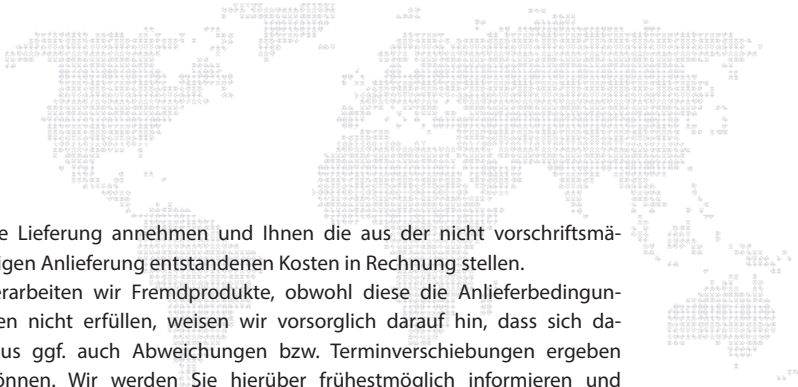 e Lieferung annehmen und Ihnen die aus der nicht vorschriftsmä-
igen Anlieferung entstandenen Kosten in Rechnung stellen.
erarbeiten wir Fremdprodukte, obwohl diese die Anlieferbedingun-
en nicht erfüllen, weisen wir vorsorglich darauf hin, dass sich da-
us ggf. auch Abweichungen bzw. Terminverschiebungen ergeben
önnen. Wir werden Sie hierüber frühestmöglich informieren und